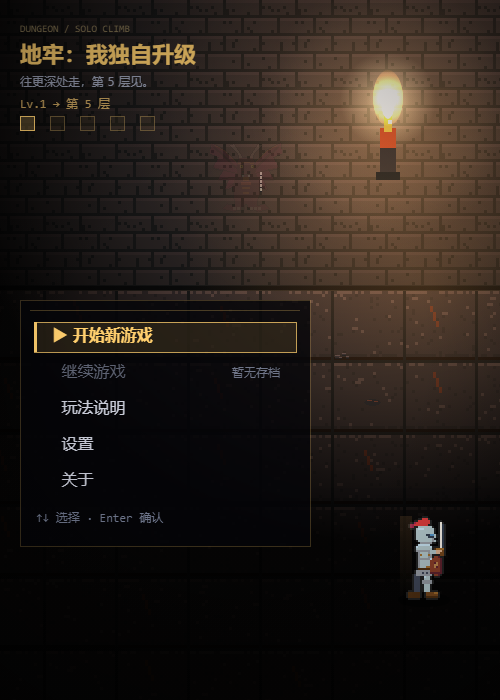 DUNGEON / SOLO CLIMB
地牢：我独自升级
往更深处走，第 5 层见。
Lv.1 → 第 5 层
▶ 开始新游戏
继续游戏 暂无存档
玩法说明
设置
关于
↑↓ 选择 · Enter 确认